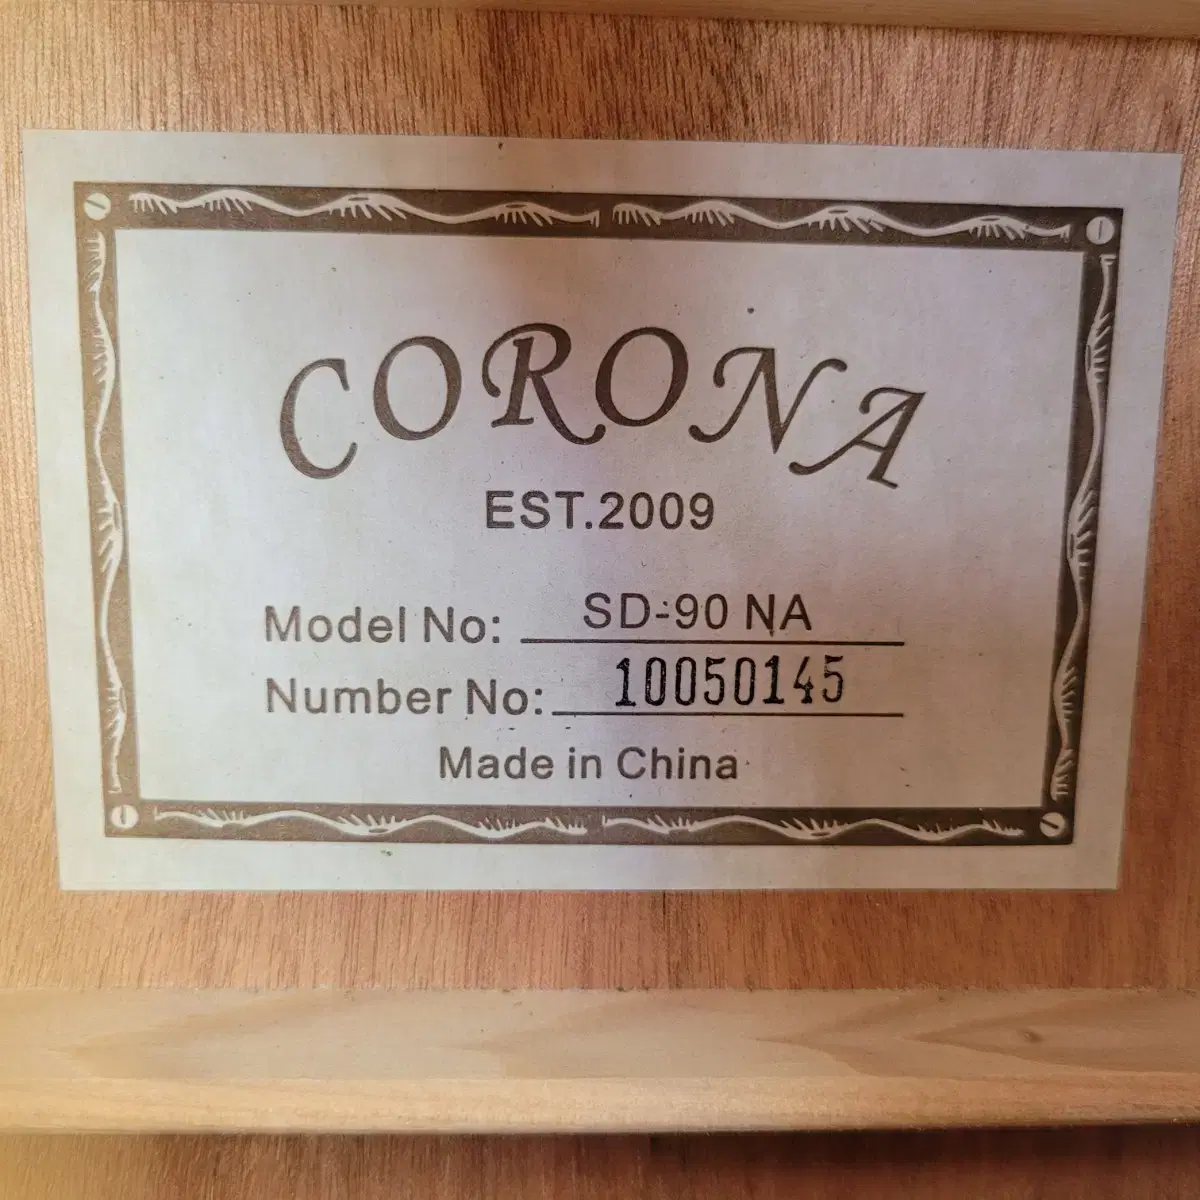 CORONA
EST.2009
Model No: SD-90 NA
Number No: 10050145
Made in China